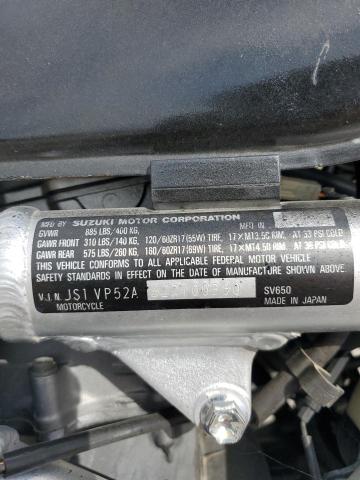 MFD BY SUZUKI MOTOR CORPORATION
GVWR 885 LBS/400 KG,
GAWR FRONT 310 LBS/140 KG, 120/60ZR17(55W) TIRE, 17×MT3.50 RIM, AT 33 PSI COLD
GAWR REAR 575 LBS/260 KG, 160/60ZR17(69W) TIRE, 17×MT4.50 RIM, AT 36 PSI COLD
THIS VEHICLE CONFORMS TO ALL APPLICABLE FEDERAL MOTOR VEHICLE
SAFETY STANDARDS IN EFFECT ON THE DATE OF MANUFACTURE SHOWN ABOVE.
V.I.N. JS1VP52A
MOTORCYCLE SV650
MADE IN JAPAN